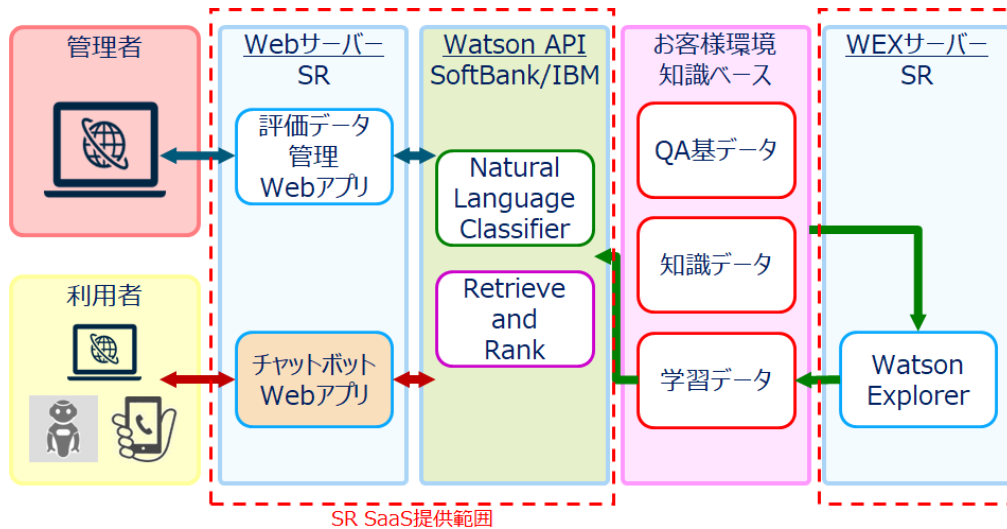 管理者
利用者
Webサーバー
SR
評価データ
管理
Webアプリ
チャットボット
Webアプリ
Watson API
SoftBank/IBM
Natural
Language
Classifier
Retrieve
and
Rank
お客様環境
知識ベース
QA基データ
知識データ
学習データ
WEXサーバー
SR
Watson
Explorer
SR SaaS提供範囲